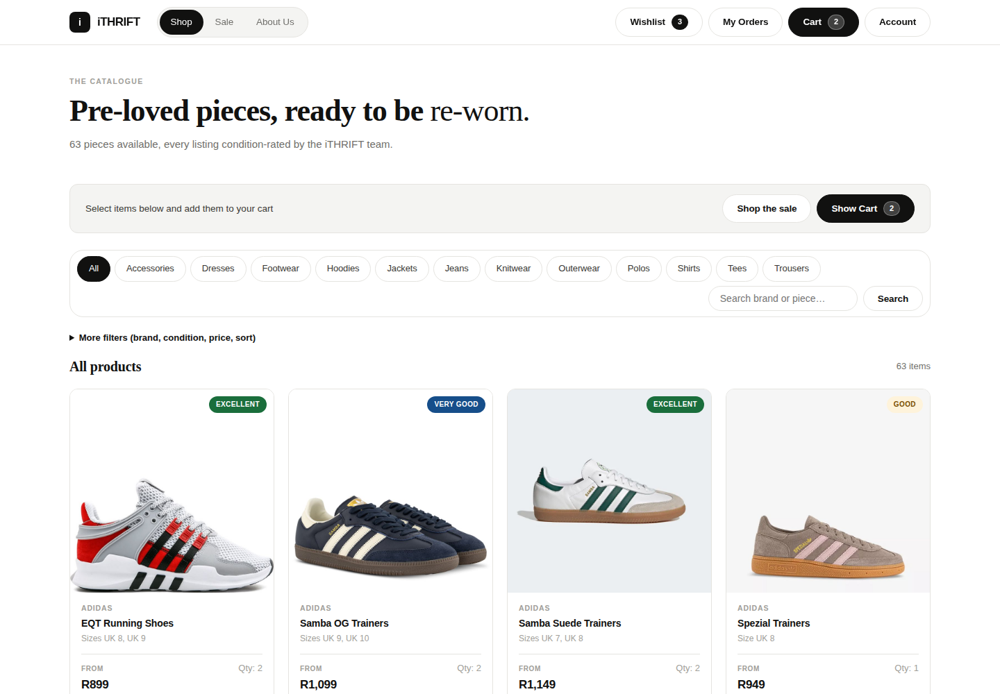 i iTHRIFT Shop Sale About Us Wishlist 3 My Orders Cart 2 Account
THE CATALOGUE
Pre-loved pieces, ready to be re-worn.
63 pieces available, every listing condition-rated by the iTHRIFT team.
Select items below and add them to your cart Shop the sale Show Cart 2
All Accessories Dresses Footwear Hoodies Jackets Jeans Knitwear Outerwear Polos Shirts Tees Trousers
Search brand or piece… Search
More filters (brand, condition, price, sort)
All products 63 items
EXCELLENT VERY GOOD EXCELLENT GOOD
SAMBA SAMBA SPEZIAL adidas
ADIDAS ADIDAS ADIDAS ADIDAS
EQT Running Shoes Samba OG Trainers Samba Suede Trainers Spezial Trainers
Sizes UK 8, UK 9 Sizes UK 9, UK 10 Sizes UK 7, UK 8 Size UK 8
FROM Qty: 2 FROM Qty: 2 FROM Qty: 2 FROM Qty: 1
R899 R1,099 R1,149 R949